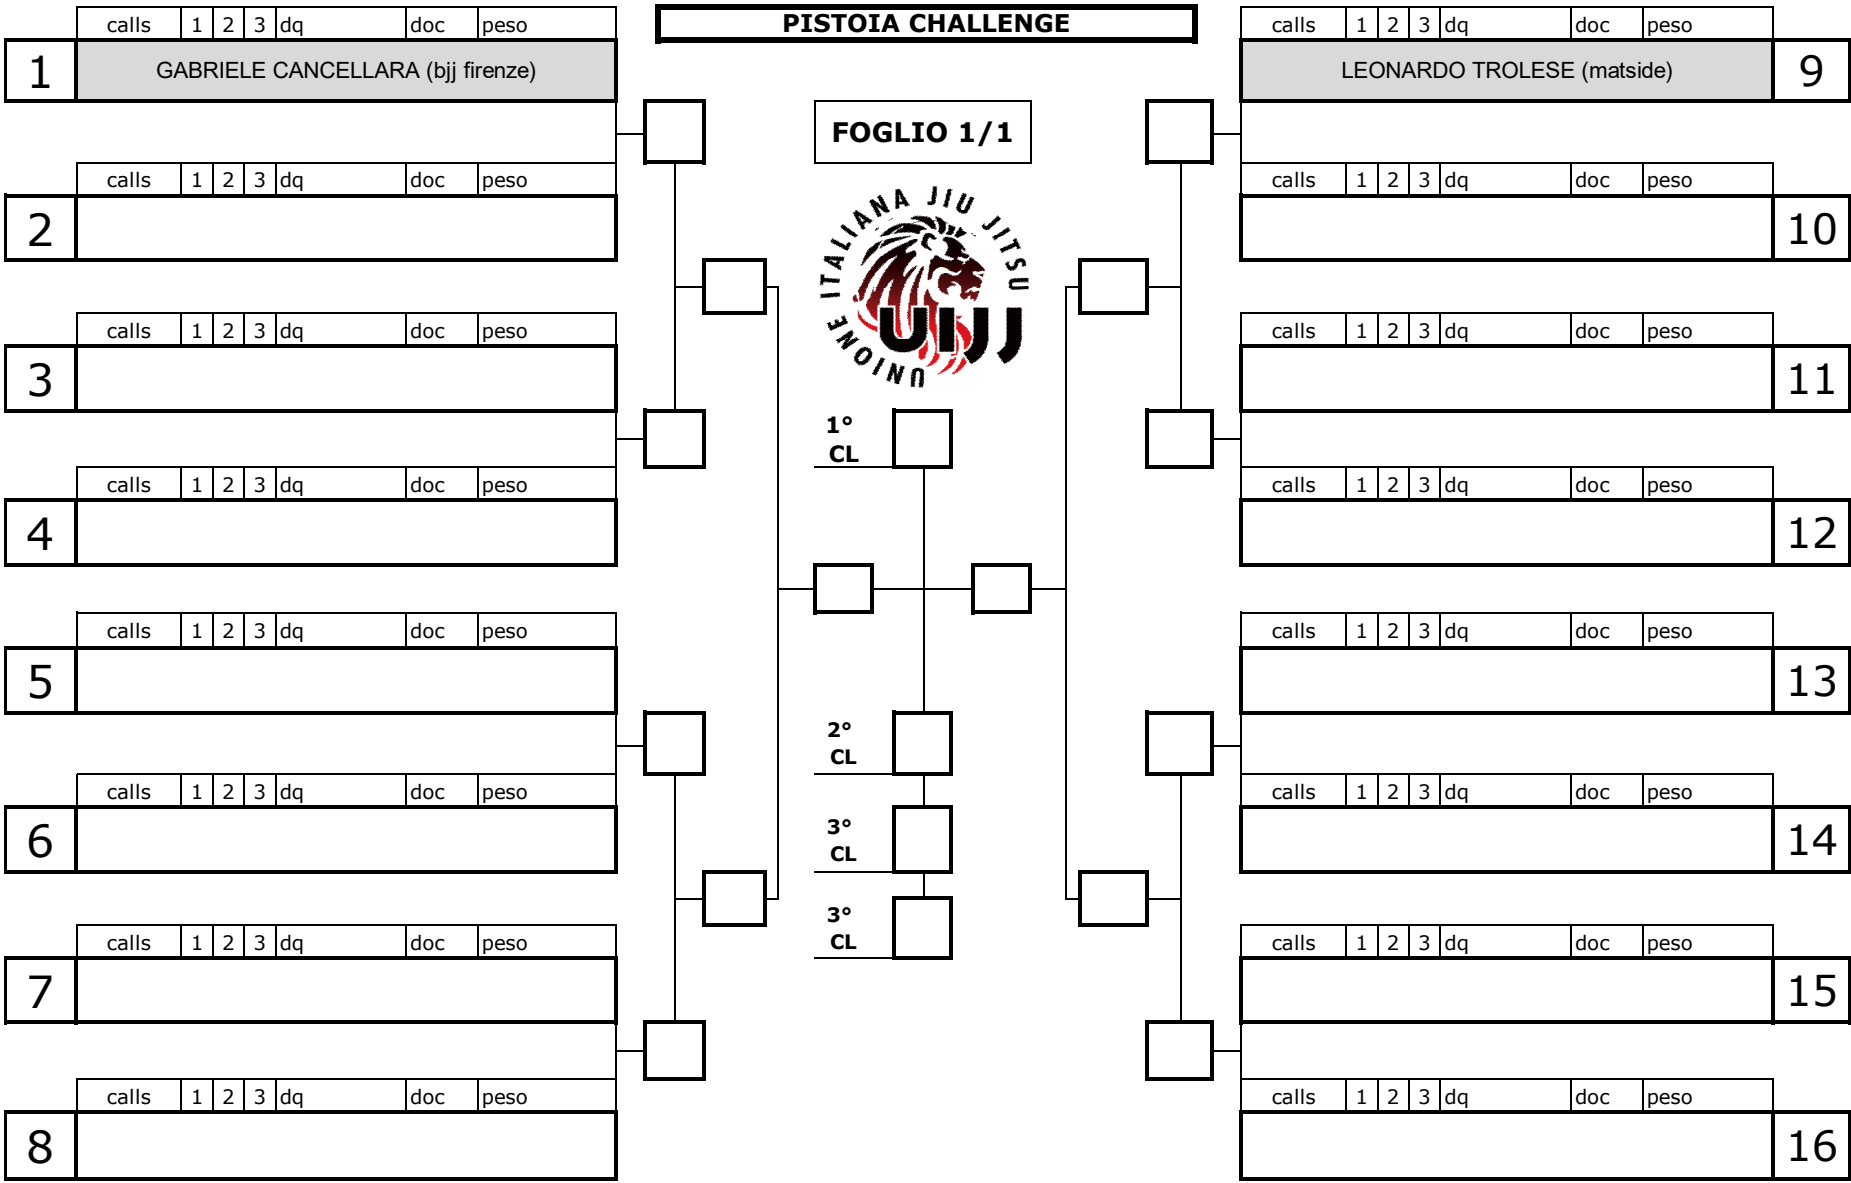 PISTOIA CHALLENGE
FOGLIO 1/1
UNIONE ITALIANA JIU JITSU
UIJJ
calls 1 2 3 dq doc peso
1 GABRIELE CANCELLARA (bjj firenze)
calls 1 2 3 dq doc peso
2
calls 1 2 3 dq doc peso
3
calls 1 2 3 dq doc peso
4
calls 1 2 3 dq doc peso
5
calls 1 2 3 dq doc peso
6
calls 1 2 3 dq doc peso
7
calls 1 2 3 dq doc peso
8
1°
CL
2°
CL
3°
CL
3°
CL
calls 1 2 3 dq doc peso
LEONARDO TROLESE (matside) 9
calls 1 2 3 dq doc peso
10
calls 1 2 3 dq doc peso
11
calls 1 2 3 dq doc peso
12
calls 1 2 3 dq doc peso
13
calls 1 2 3 dq doc peso
14
calls 1 2 3 dq doc peso
15
calls 1 2 3 dq doc peso
16